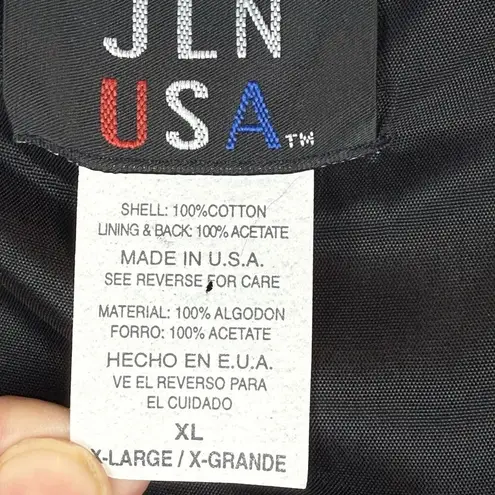 JLN
USA™
SHELL: 100%COTTON
LINING & BACK: 100% ACETATE
MADE IN U.S.A.
SEE REVERSE FOR CARE
MATERIAL: 100% ALGODON
FORRO: 100% ACETATE
HECHO EN E.U.A.
VE EL REVERSO PARA
EL CUIDADO
XL
X-LARGE / X-GRANDE